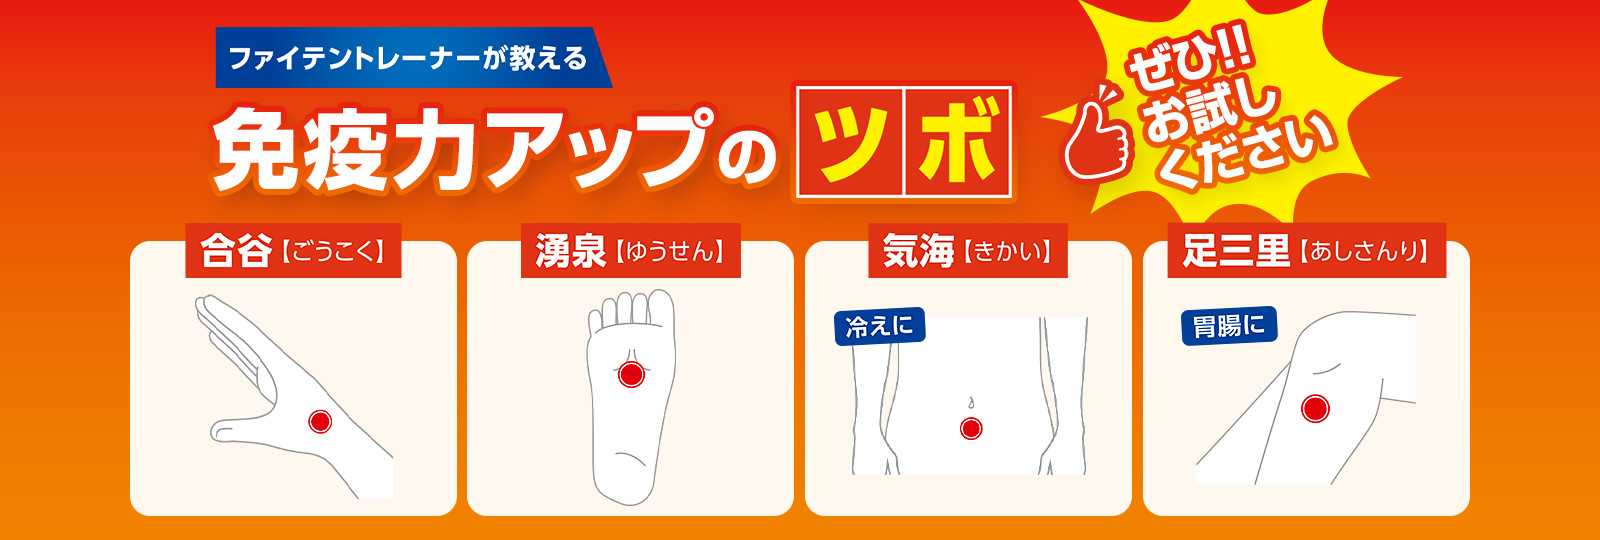 ファイテントレーナーが教える
免疫力アップのツボ
ぜひ!!
お試し
ください
合谷【ごうこく】
湧泉【ゆうせん】
気海【きかい】
冷えに
足三里【あしさんり】
胃腸に